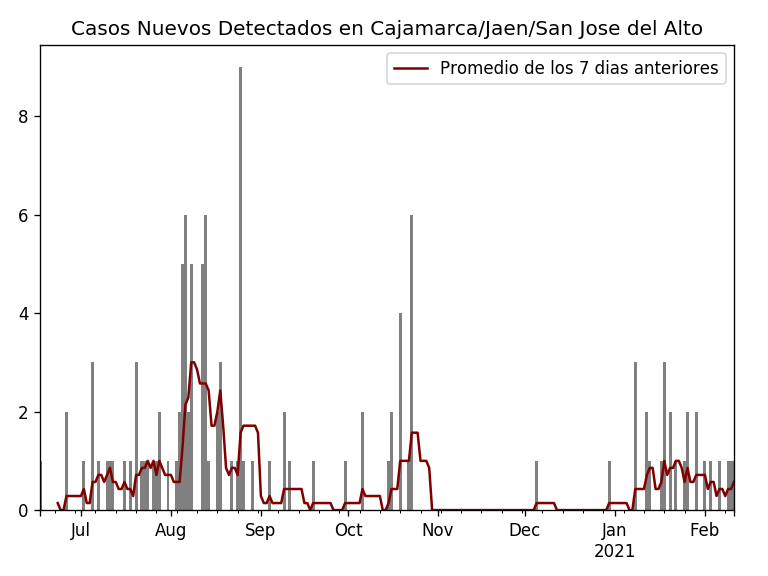 Casos Nuevos Detectados en Cajamarca/Jaen/San Jose del Alto
Promedio de los 7 dias anteriores
8
6
4
2
0
Jul Aug Sep Oct Nov Dec Jan Feb
2021